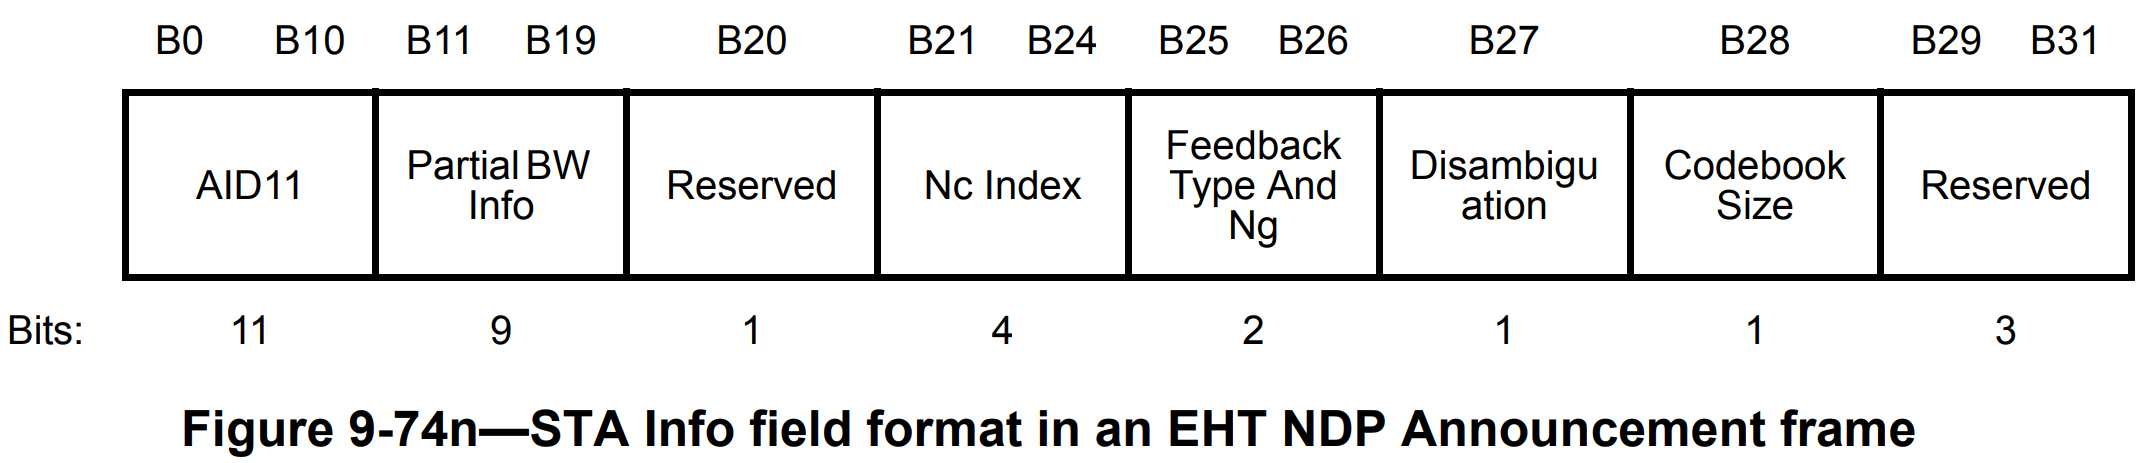 B0 B10 B11 B19 B20 B21 B24 B25 B26 B27 B28 B29 B31
AID11
Partial BW
Info
Reserved
Nc Index
Feedback
Type And
Ng
Disambigu
ation
Codebook
Size
Reserved
Bits: 11 9 1 4 2 1 1 3
Figure 9-74n—STA Info field format in an EHT NDP Announcement frame